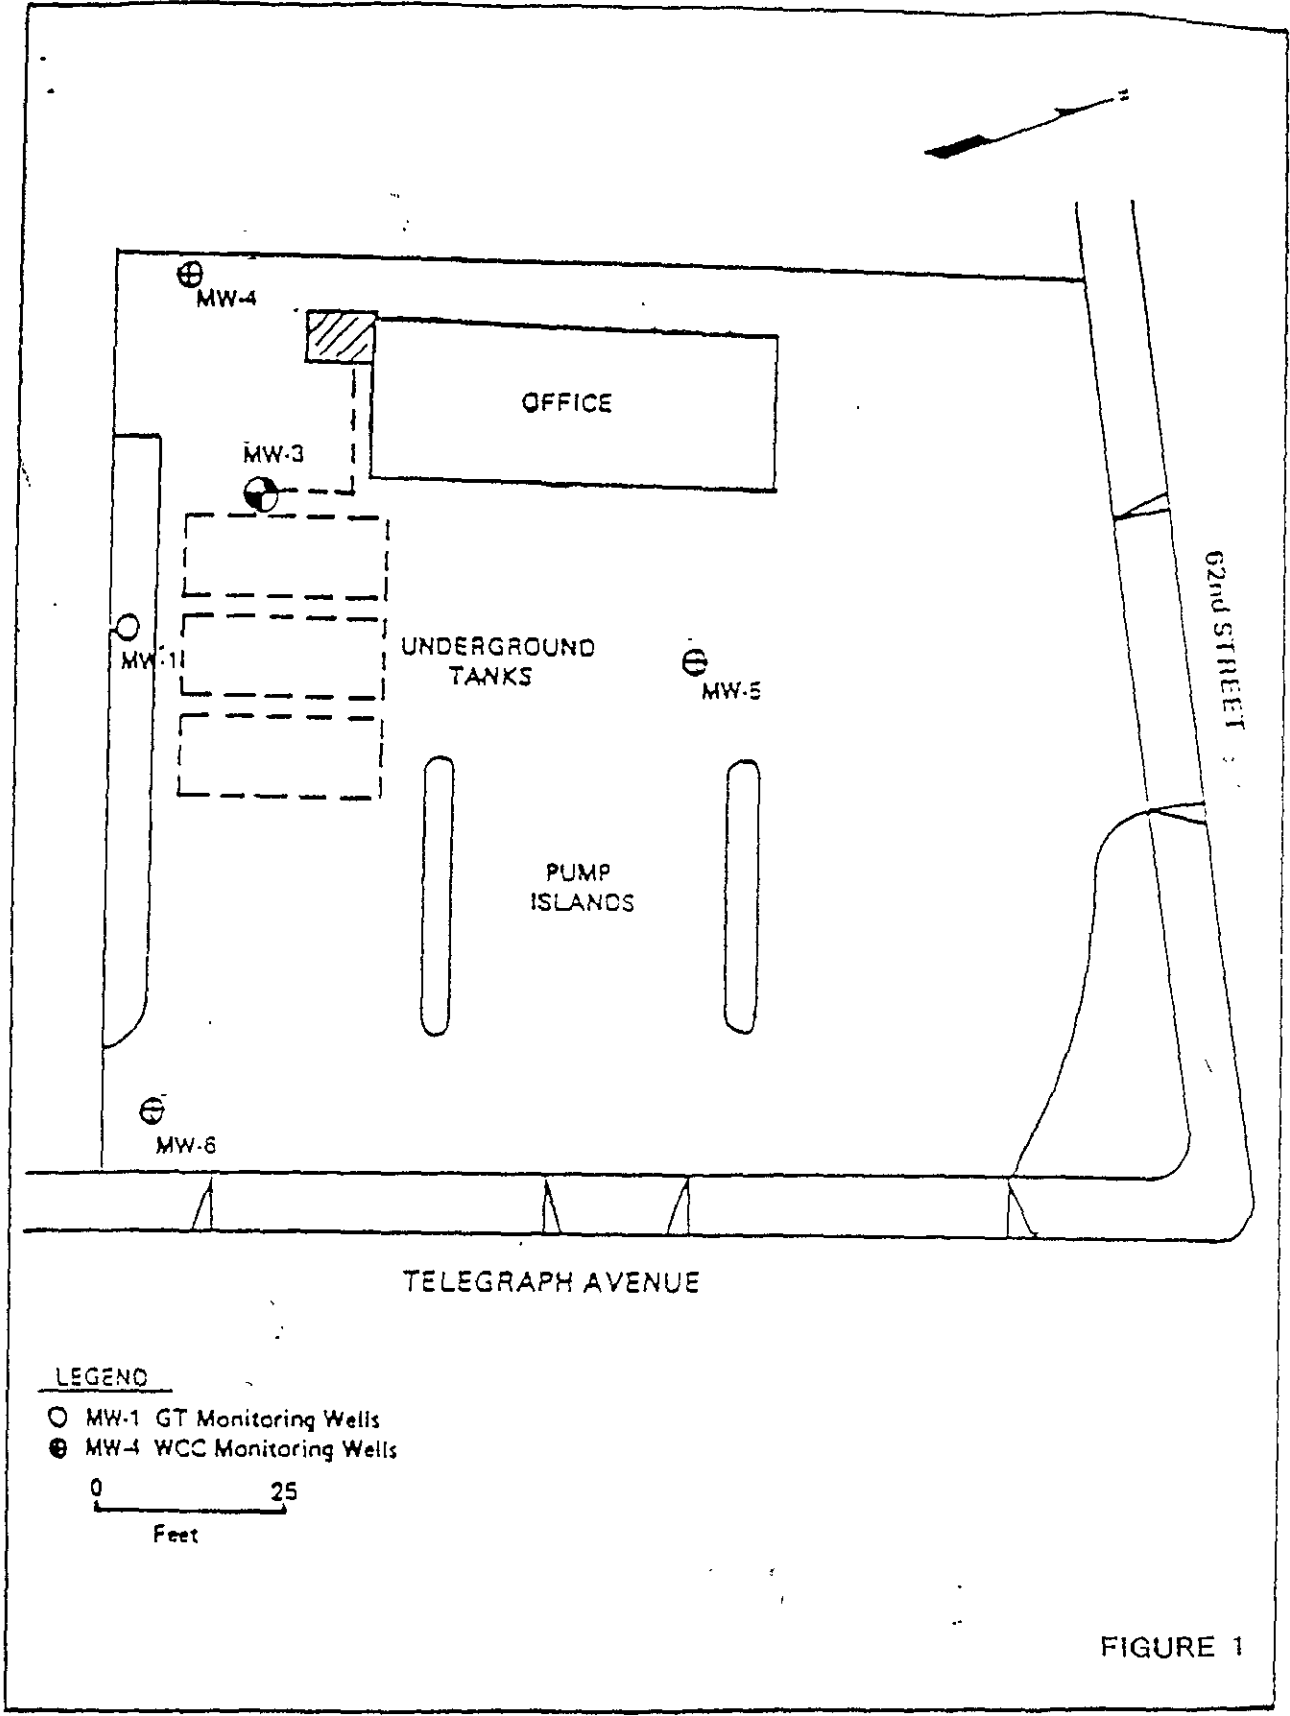 MW-4
OFFICE
MW-3
62nd STREET
MW-1
UNDERGROUND
TANKS
MW-5
PUMP
ISLANDS
MW-6
TELEGRAPH AVENUE
LEGEND
MW-1 GT Monitoring Wells
MW-4 WCC Monitoring Wells
0 25
Feet
FIGURE 1